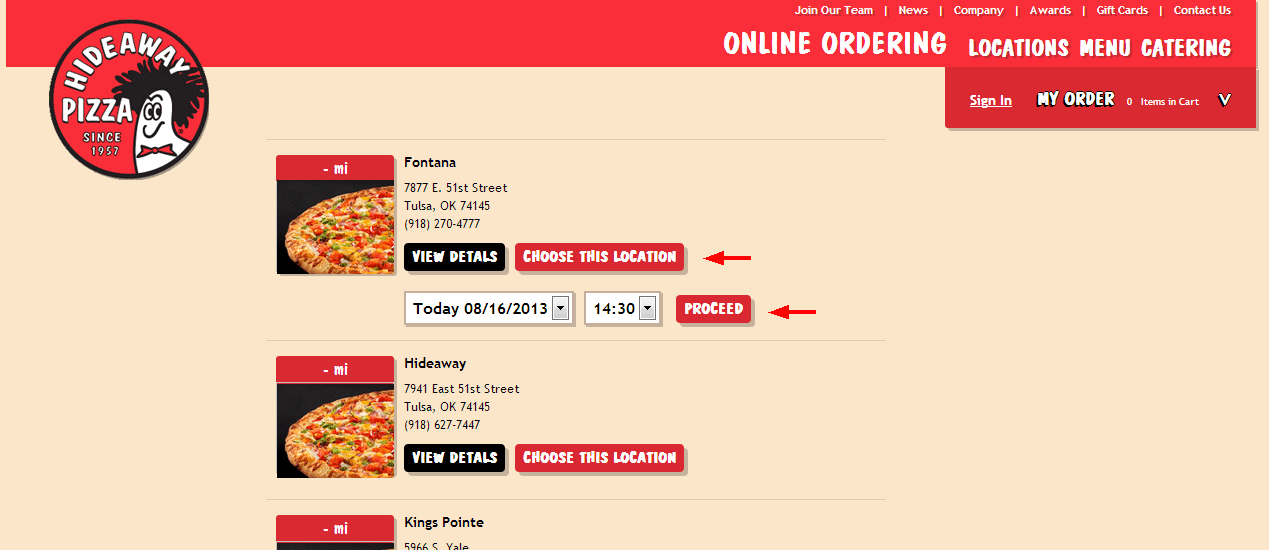 Join Our Team | News | Company | Awards | Gift Cards | Contact Us
ONLINE ORDERING LOCATIONS MENU CATERING
HIDEAWAY
PIZZA
SINCE
1957
Sign In MY ORDER 0 Items in Cart V
- mi
Fontana
7877 E. 51st Street
Tulsa, OK 74145
(918) 270-4777
VIEW DETALS CHOOSE THIS LOCATION
Today 08/16/2013 14:30 PROCEED
- mi
Hideaway
7941 East 51st Street
Tulsa, OK 74145
(918) 627-7447
VIEW DETALS CHOOSE THIS LOCATION
- mi
Kings Pointe
5966 S. Yale